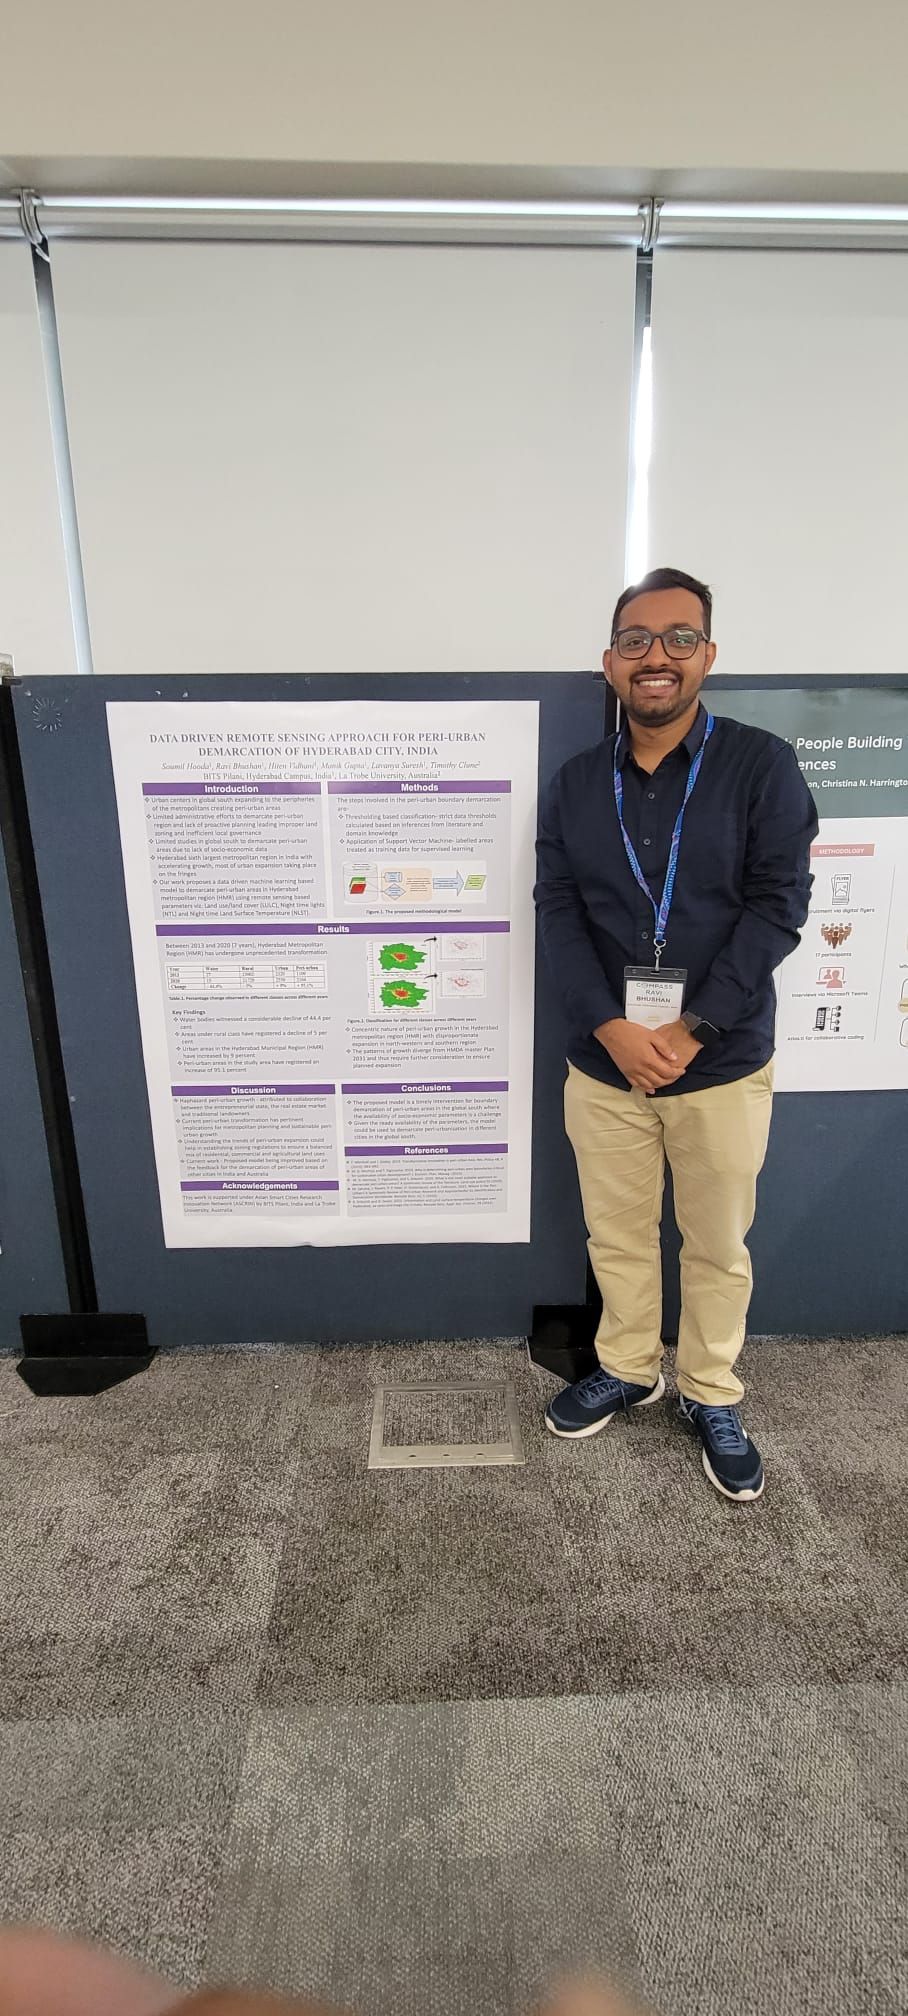 DATA DRIVEN REMOTE SENSING APPROACH FOR PERI-URBAN
DEMARCATION OF HYDERABAD CITY, INDIA
Soumil Hooda¹, Ravi Bhushan¹, Hiten Vidhani¹, Manik Gupta¹, Lavanya Suresh¹, Timothy Clune²
BITS Pilani, Hyderabad Campus, India¹, La Trobe University, Australia²
Introduction
❖ Urban centers in global south expanding to the peripheries
of the metropolitans creating peri-urban areas
❖ Limited administrative efforts to demarcate peri-urban
region and lack of proactive planning leading improper land
zoning and inefficient local governance
❖ Limited studies in global south to demarcate peri-urban
areas due to lack of socio-economic data
❖ Hyderabad sixth largest metropolitan region in India with
accelerating growth, most of urban expansion taking place
on the fringes
❖ Our work proposes a data driven machine learning based
model to demarcate peri-urban areas in Hyderabad
metropolitan region (HMR) using remote sensing based
parameters viz. Land use/land cover (LULC), Night time lights
(NTL) and Night time Land Surface Temperature (NLST).
Methods
The steps involved in the peri-urban boundary demarcation
are-
❖ Thresholding based classification- strict data thresholds
calculated based on inferences from literature and
domain knowledge
❖ Application of Support Vector Machine- labelled areas
treated as training data for supervised learning
Figure.1. The proposed methodological model
Results
Between 2013 and 2020 (7 years), Hyderabad Metropolitan
Region (HMR) has undergone unprecedented transformation
Year Water Rural Urban Peri urban
2013
2020
Change
Table.1. Percentage change observed in different classes across different years
Key Findings
❖ Water bodies witnessed a considerable decline of 44.4 per
cent
❖ Areas under rural class have registered a decline of 5 per
cent
❖ Urban areas in the Hyderabad Municipal Region (HMR)
have increased by 9 percent
❖ Peri-urban areas in the study area have registered an
increase of 95.1 percent
Figure.2. Classification for different classes across different years
❖ Concentric nature of peri-urban growth in the Hyderabad
metropolitan region (HMR) with disproportionate
expansion in north-western and southern region
❖ The patterns of growth diverge from HMDA master Plan
2031 and thus require further consideration to ensure
planned expansion
Discussion
❖ Haphazard peri-urban growth - attributed to collaboration
between the entrepreneurial state, the real estate market
and traditional landowners
❖ Current peri-urban transformation has pertinent
implications for metropolitan planning and sustainable peri-
urban growth
❖ Understanding the trends of peri-urban expansion could
help in establishing zoning regulations to ensure a balanced
mix of residential, commercial and agricultural land uses
❖ Current work - Proposed model being improved based on
the feedback for the demarcation of peri-urban areas of
other cities in India and Australia
Acknowledgements
This work is supported under Asian Smart Cities Research
Innovation Network (ASCRIN) by BITS Pilani, India and La Trobe
University, Australia
Conclusions
❖ The proposed model is a timely intervention for boundary
demarcation of peri-urban areas in the global south where
the availability of socio-economic parameters is a challenge
❖ Given the ready availability of the parameters, the model
could be used to demarcate periurbanisation in different
cities in the global south.
References
COMPASS
RAVI
BHUSHAN
People Building
ences
on, Christina N. Harringto
METHODOLOGY
FLYER
ruitment via digital flyers
17 participants
Interviews via Microsoft Teams
Atlas.ti for collaborative coding